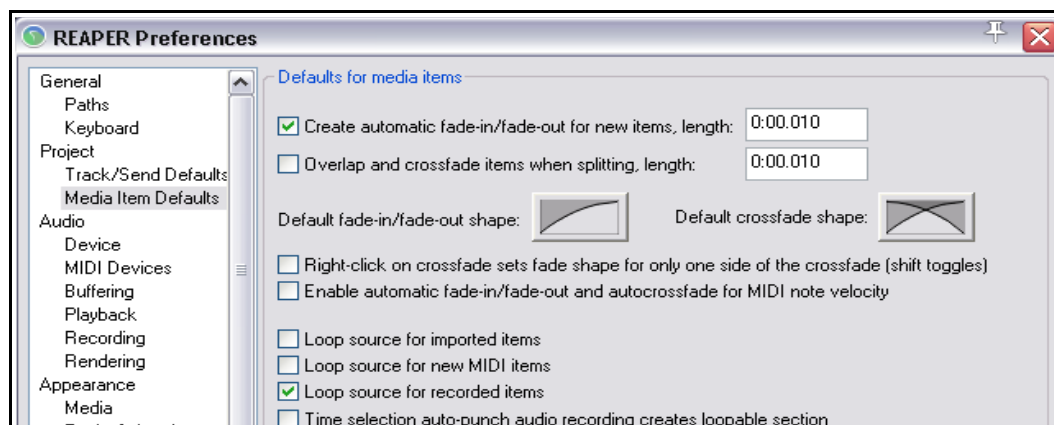 REAPER Preferences
General
Paths
Keyboard
Project
Track/Send Defaults
Media Item Defaults
Audio
Device
MIDI Devices
Buffering
Playback
Recording
Rendering
Appearance
Media
Defaults for media items
Create automatic fade-in/fade-out for new items, length: 0:00.010
Overlap and crossfade items when splitting, length: 0:00.010
Default fade-in/fade-out shape: Default crossfade shape:
Right-click on crossfade sets fade shape for only one side of the crossfade (shift toggles)
Enable automatic fade-in/fade-out and autocrossfade for MIDI note velocity
Loop source for imported items
Loop source for new MIDI items
Loop source for recorded items
Time selection auto-punch audio recording creates loopable section